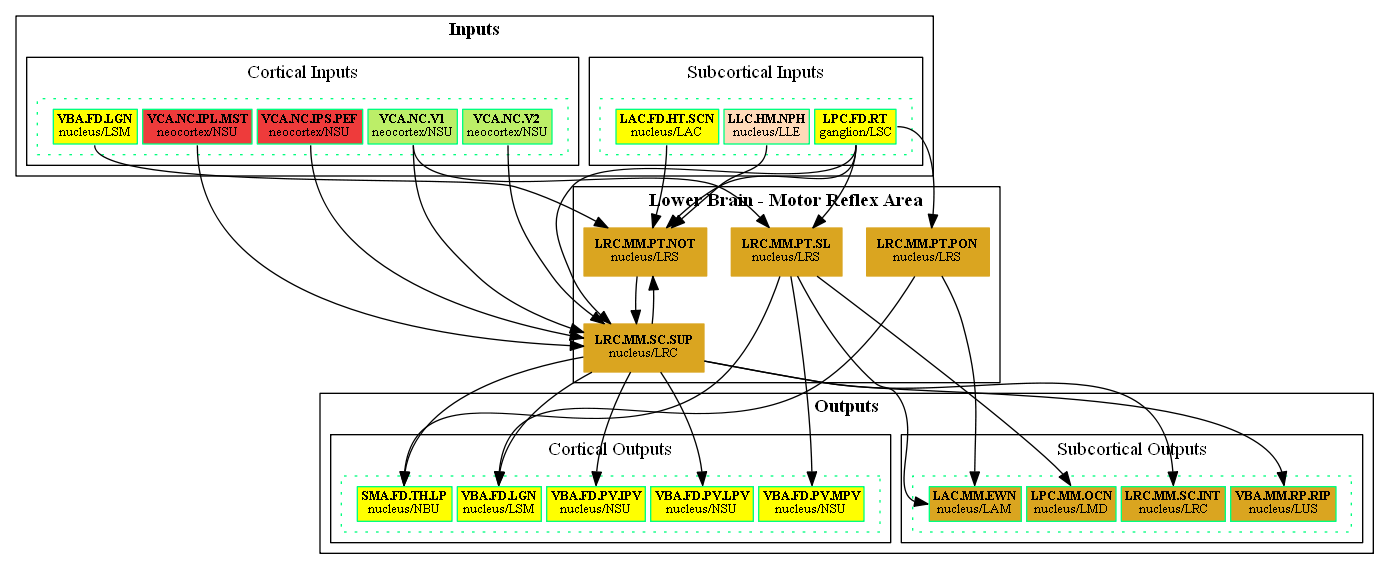 Inputs
Cortical Inputs
Subcortical Inputs
VBA.FD.LGN
nucleus/LSM
VCA.NC.IPL.MST
neocortex/NSU
VCA.NC.IPS.PEF
neocortex/NSU
VCA.NC.V1
neocortex/NSU
VCA.NC.V2
neocortex/NSU
LAC.FD.HT.SCN
nucleus/LAC
LLC.HM.NPH
nucleus/LLE
LPC.FD.RT
ganglion/LSC
Lower Brain - Motor Reflex Area
LRC.MM.PT.NOT
nucleus/LRS
LRC.MM.PT.SL
nucleus/LRS
LRC.MM.PT.PON
nucleus/LRS
LRC.MM.SC.SUP
nucleus/LRC
Outputs
Cortical Outputs
Subcortical Outputs
SMA.FD.TH.LP
nucleus/NBU
VBA.FD.LGN
nucleus/LSM
VBA.FD.PV.IPV
nucleus/NSU
VBA.FD.PV.LPV
nucleus/NSU
VBA.FD.PV.MPV
nucleus/NSU
LAC.MM.EWN
nucleus/LAM
LPC.MM.OCN
nucleus/LMD
LRC.MM.SC.INT
nucleus/LRC
VBA.MM.RP.RIP
nucleus/LUS